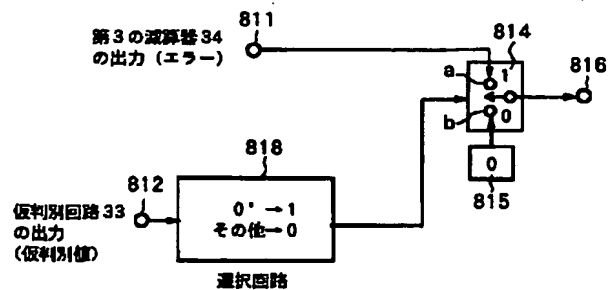 811
第3の減算器34
の出力(エラー)
814
816
a
1
b
0
0
815
818
812
仮判別回路33
の出力
(仮判別値)
0' →1
その他→0
選択回路